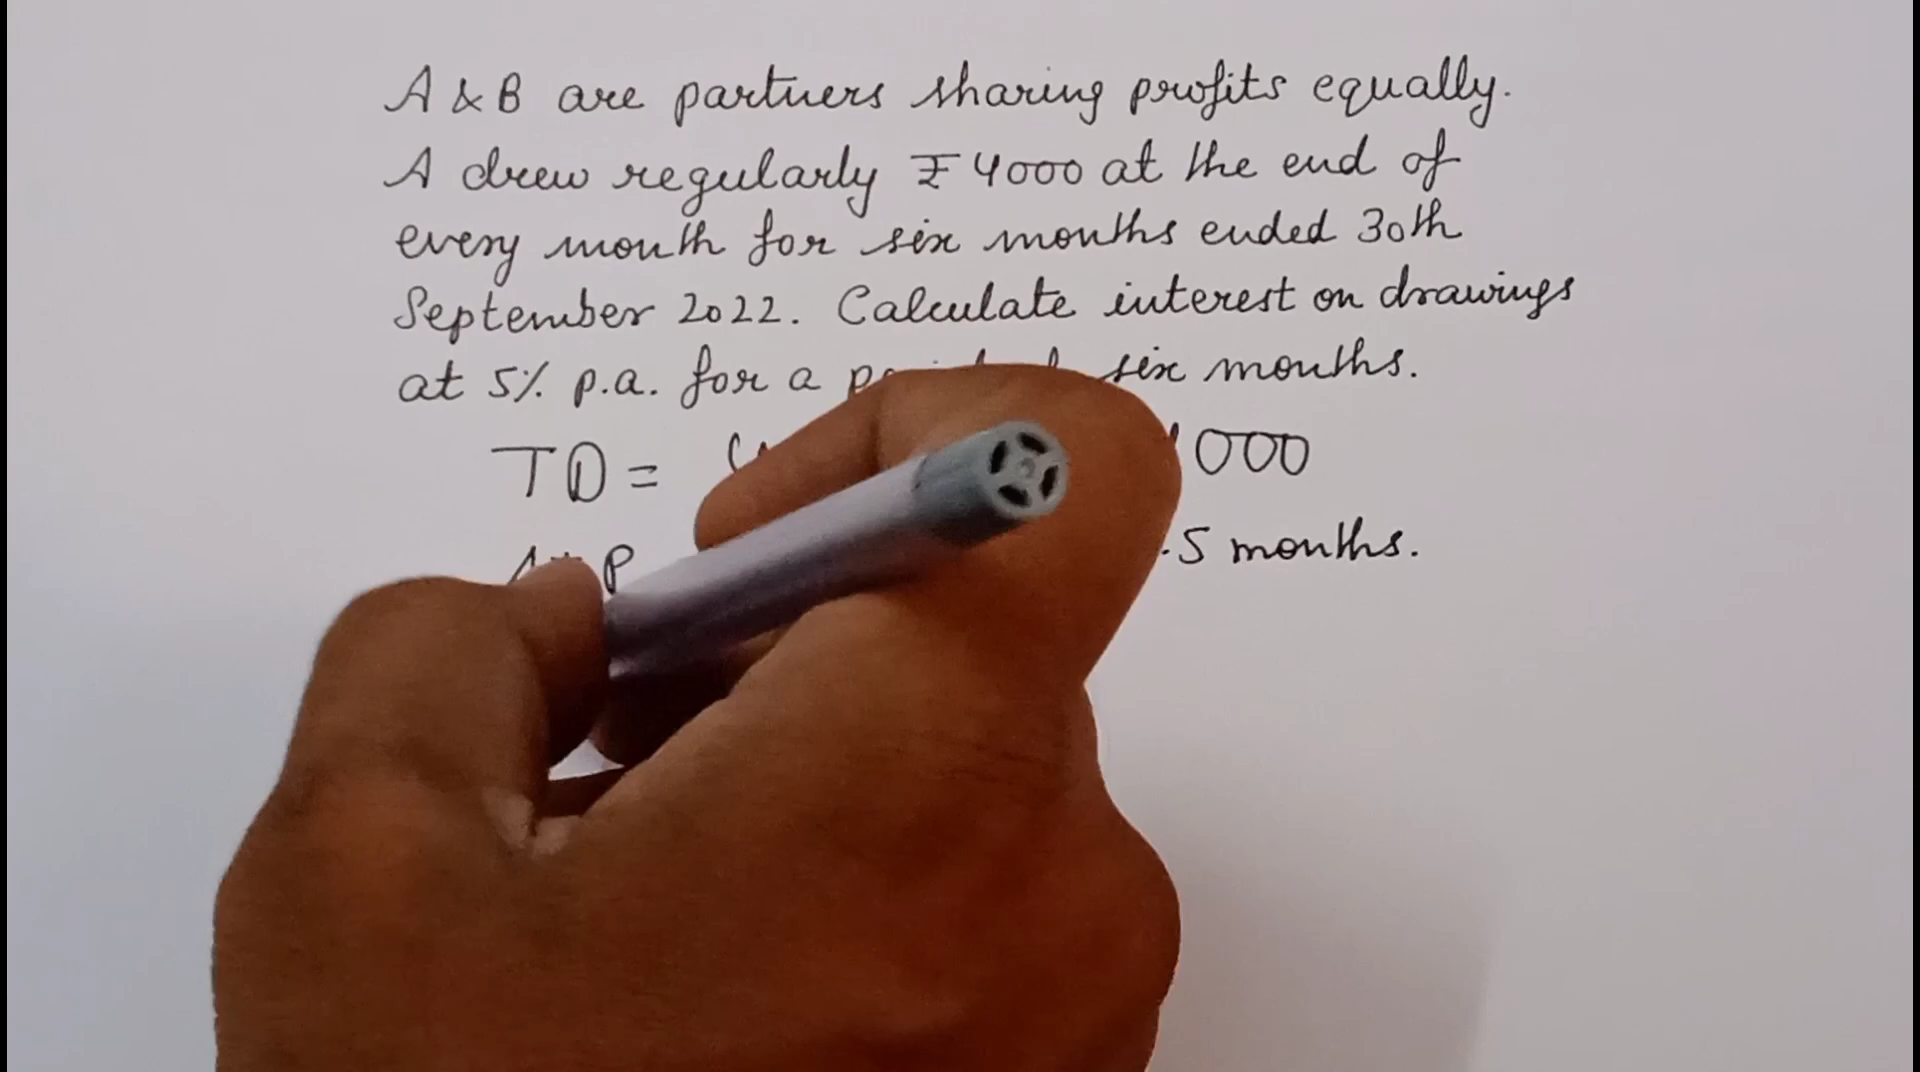 A & B are partners sharing profits equally.
A drew regularly ₹4000 at the end of
every month for six months ended 30th
September 2022. Calculate interest on drawings
at 5% p.a. for a six months.
TD = 000
P .5 months.